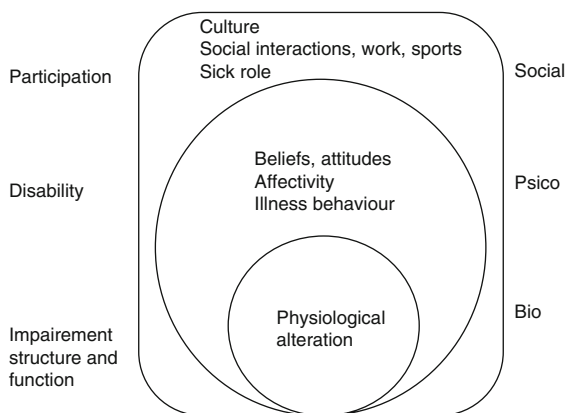 Culture
Social interactions, work, sports
Sick role
Participation
Social
Beliefs, attitudes
Affectivity
Illness behaviour
Disability
Psico
Physiological
alteration
Bio
Impairement
structure and
function